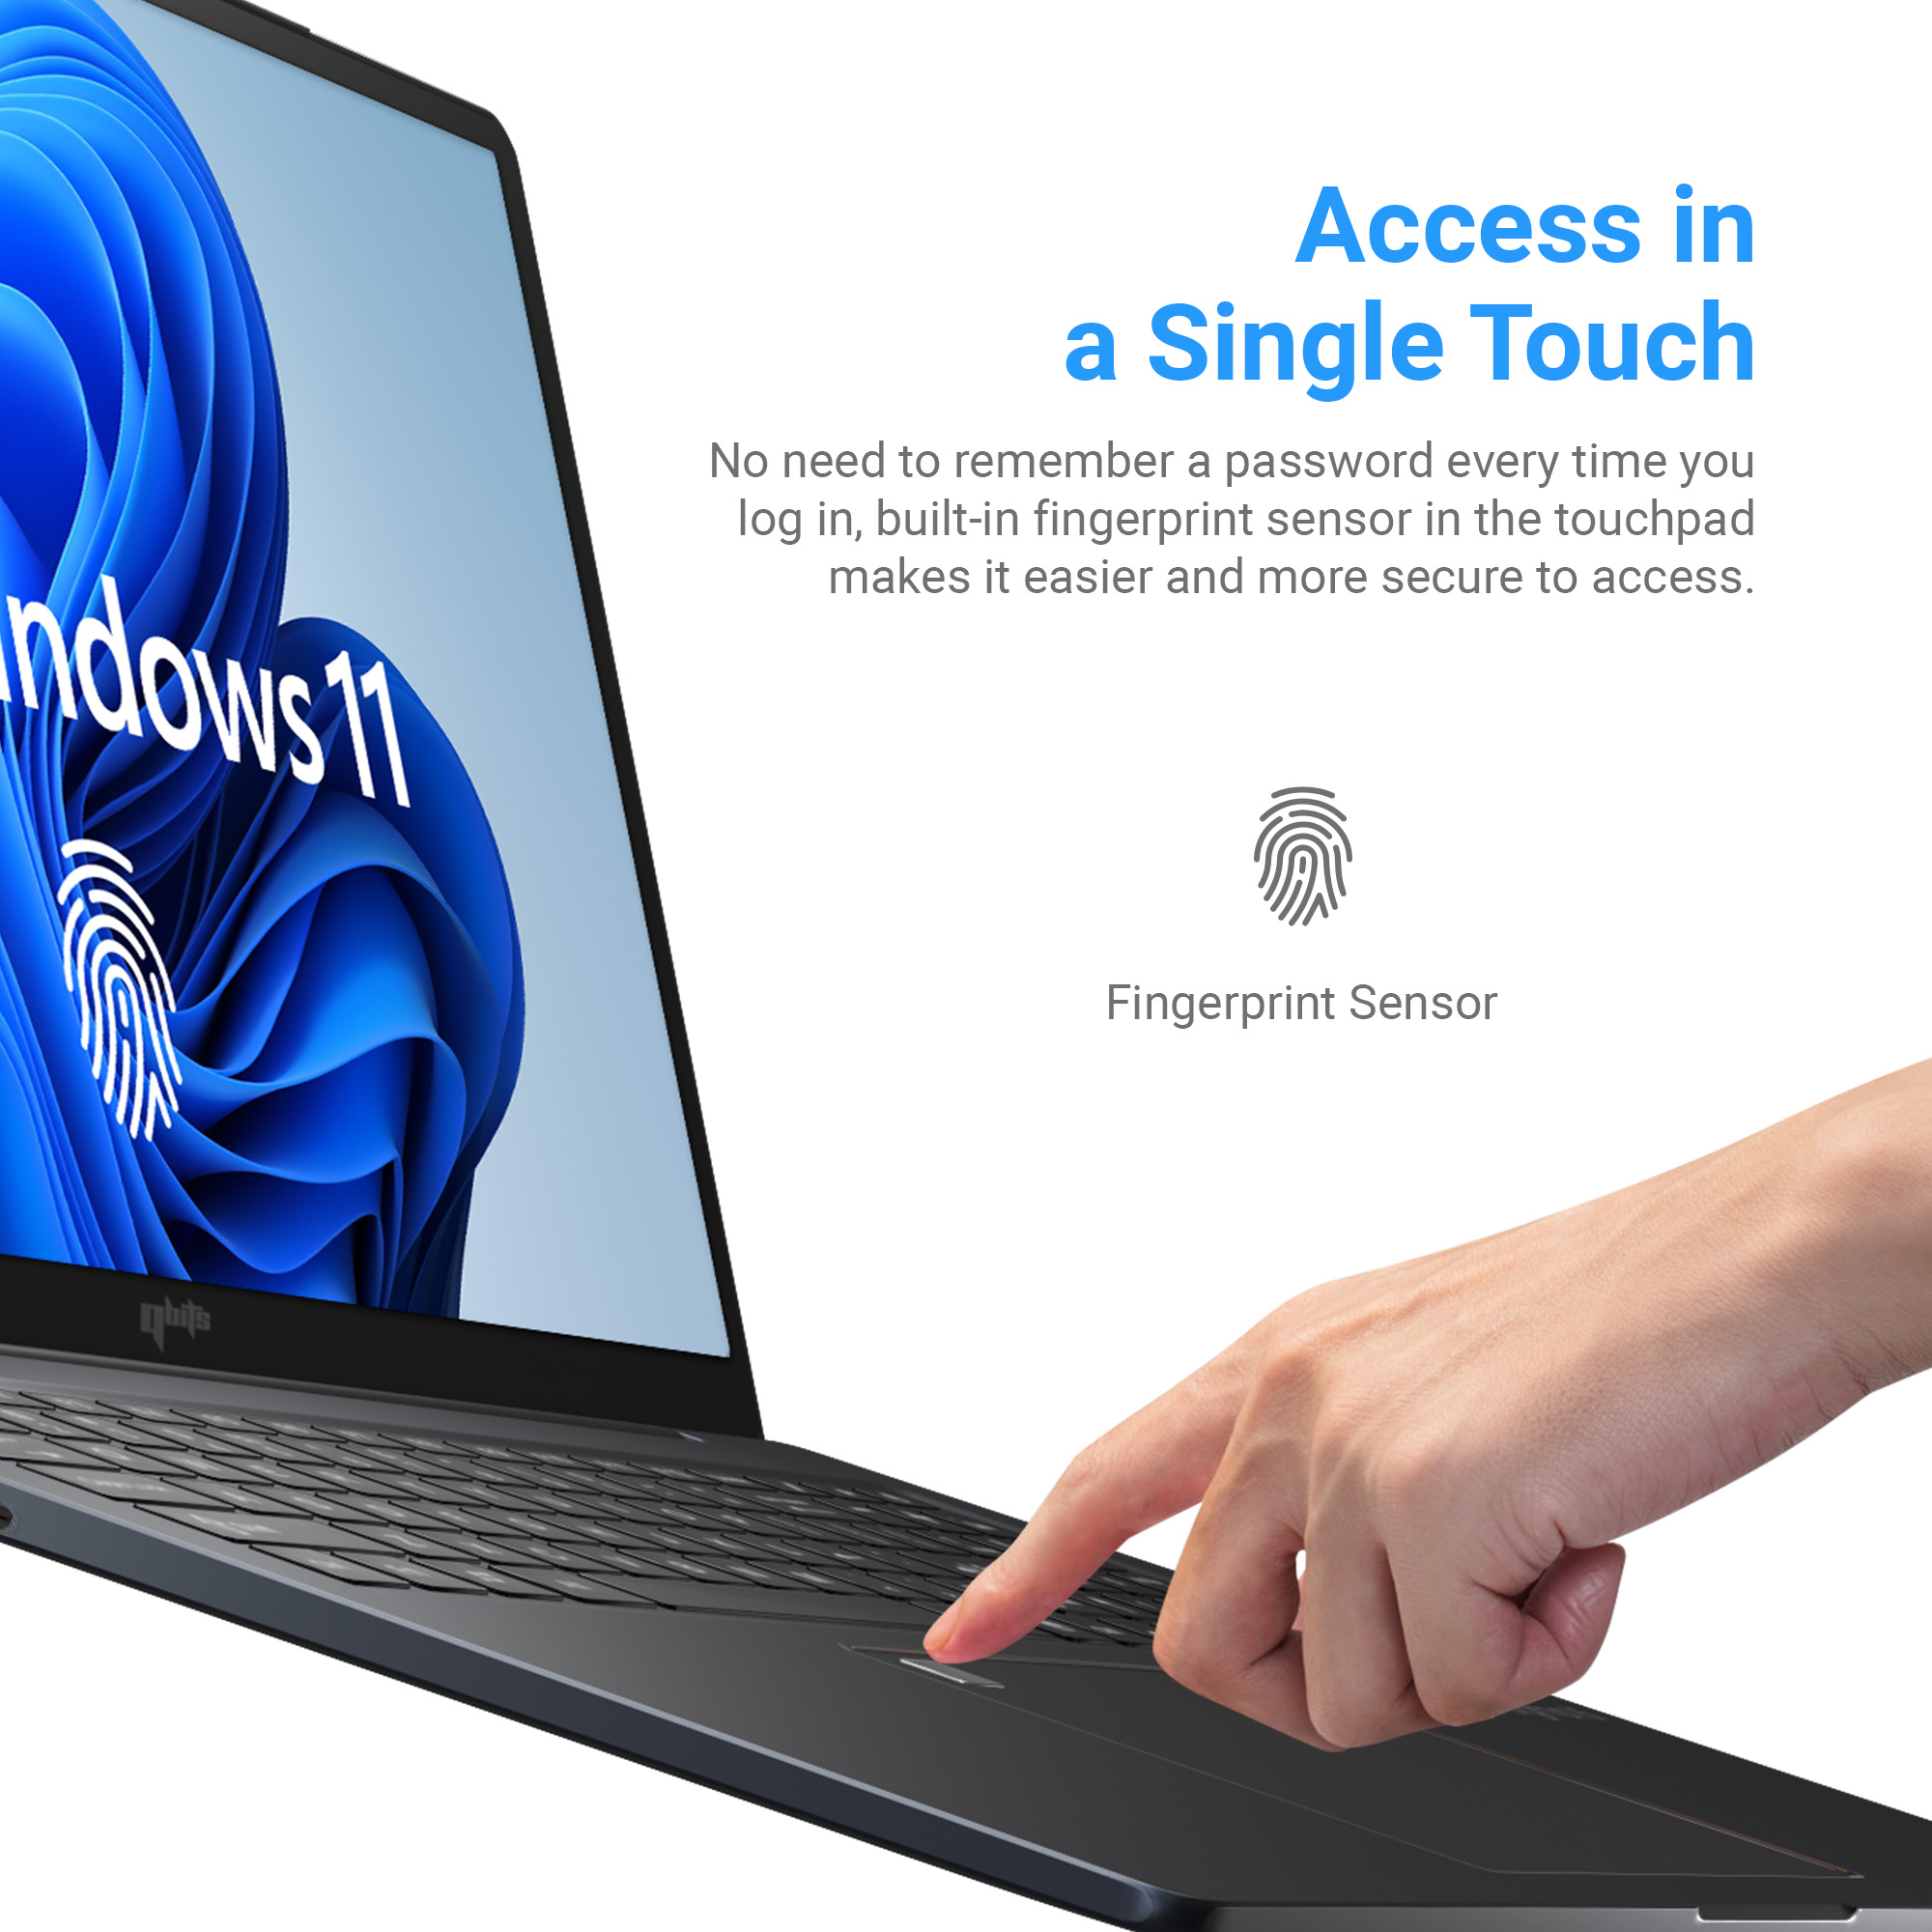 Access in
a Single Touch
No need to remember a password every time you
log in, built-in fingerprint sensor in the touchpad
makes it easier and more secure to access.
ndows 11
Fingerprint Sensor
qbits